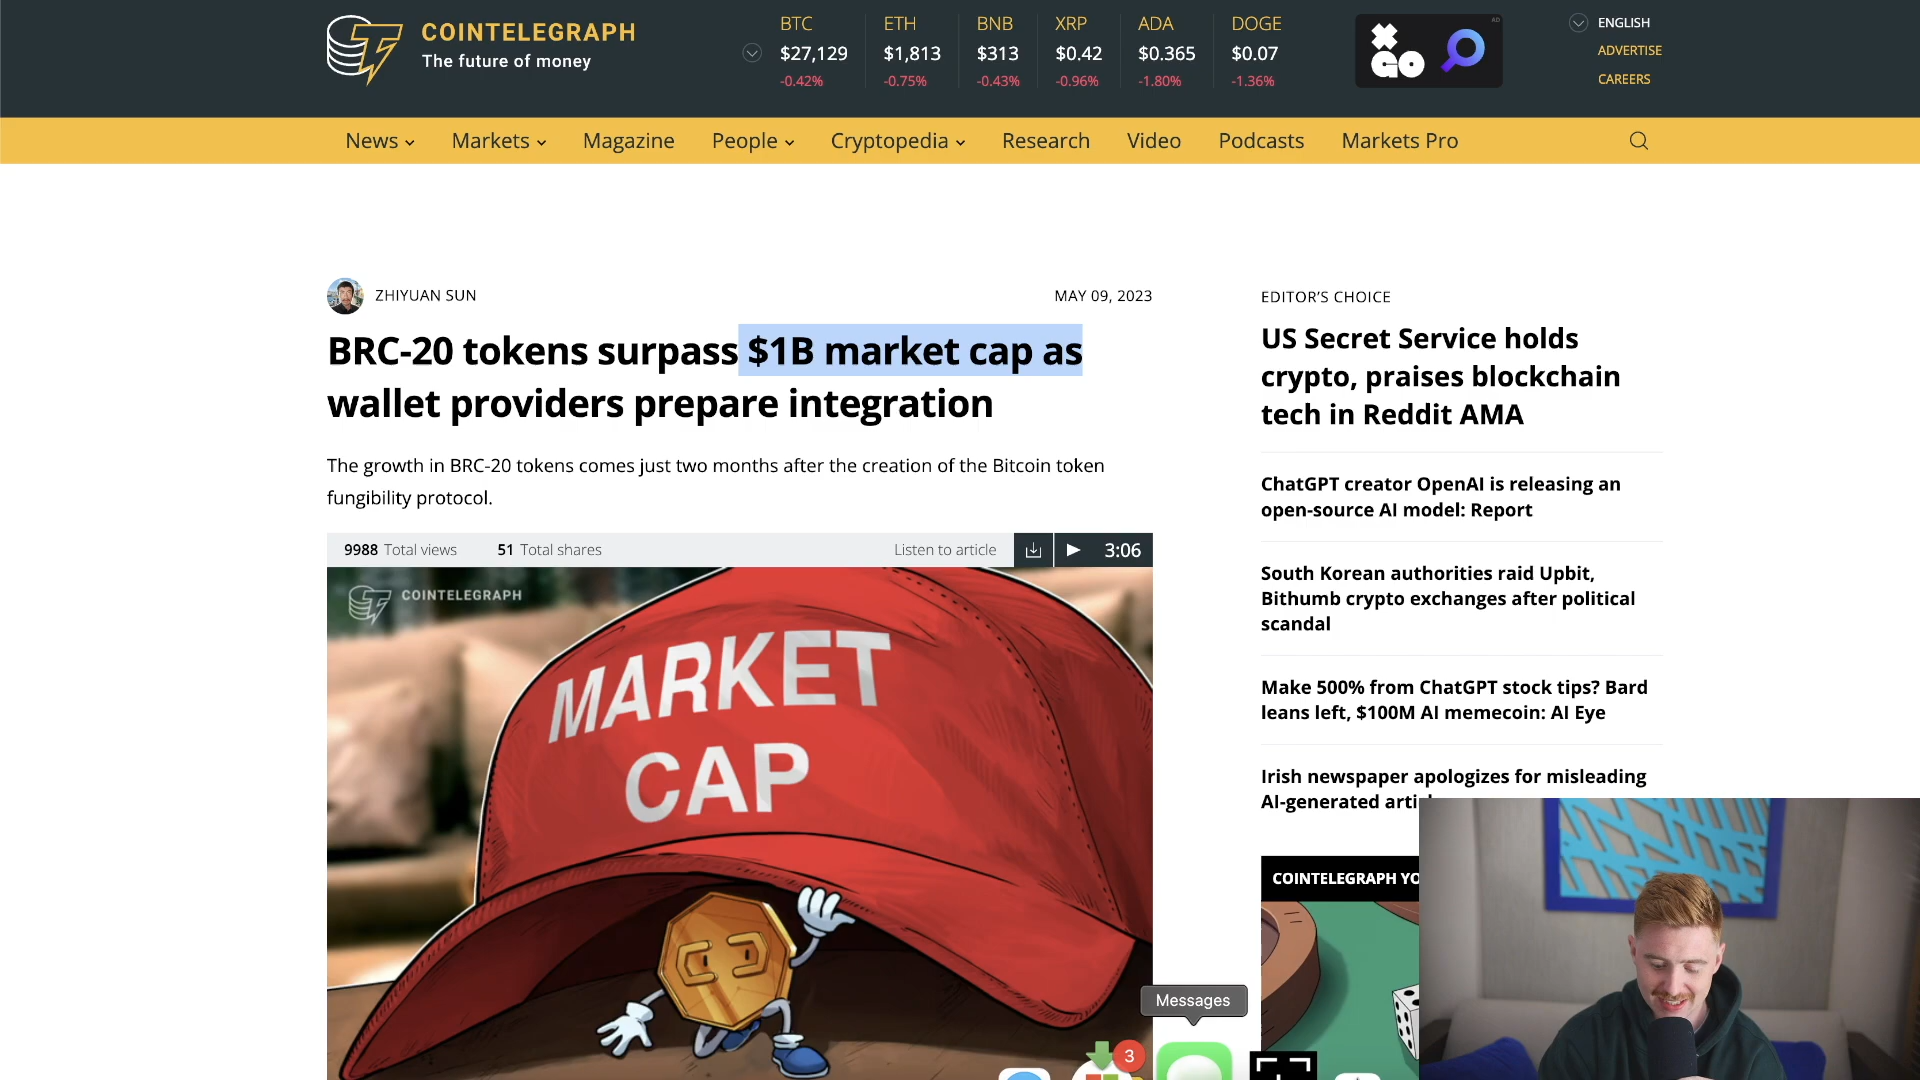 COINTELEGRAPH
The future of money
BTC
$27,129
-0.42%
ETH
$1,813
-0.75%
BNB
$313
-0.43%
XRP
$0.42
-0.96%
ADA
$0.365
-1.80%
DOGE
$0.07
-1.36%
AD
X
GO
ENGLISH
ADVERTISE
CAREERS
News Markets Magazine People Cryptopedia Research Video Podcasts Markets Pro
ZHIYUAN SUN
MAY 09, 2023
BRC-20 tokens surpass $1B market cap as
wallet providers prepare integration
The growth in BRC-20 tokens comes just two months after the creation of the Bitcoin token
fungibility protocol.
9988 Total views 51 Total shares Listen to article 3:06
COINTELEGRAPH
MARKET
CAP
EDITOR'S CHOICE
US Secret Service holds
crypto, praises blockchain
tech in Reddit AMA
ChatGPT creator OpenAI is releasing an
open-source AI model: Report
South Korean authorities raid Upbit,
Bithumb crypto exchanges after political
scandal
Make 500% from ChatGPT stock tips? Bard
leans left, $100M AI memecoin: AI Eye
Irish newspaper apologizes for misleading
AI-generated arti
COINTELEGRAPH YO
Messages
3